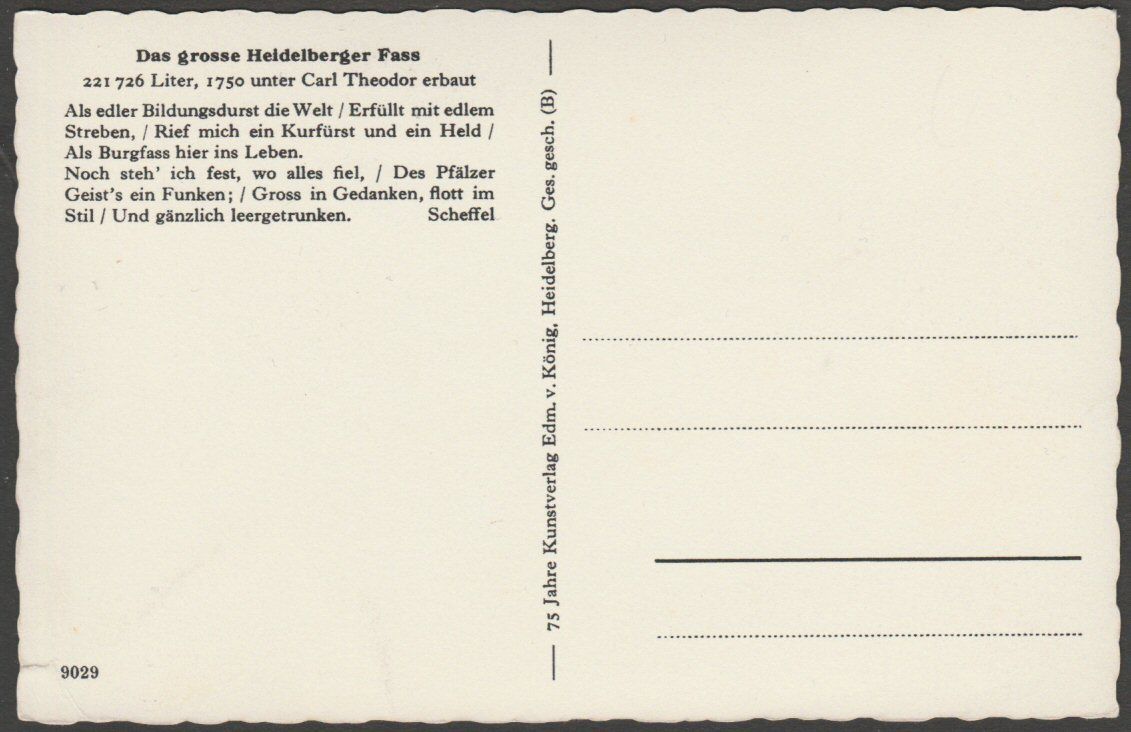 Das grosse Heidelberger Fass
221 726 Liter, 1750 unter Carl Theodor erbaut
Als edler Bildungsdurst die Welt / Erfüllt mit edlem
Streben, / Rief mich ein Kurfürst und ein Held /
Als Burgfass hier ins Leben.
Noch steh' ich fest, wo alles fiel, / Des Pfälzer
Geist's ein Funken; / Gross in Gedanken, flott im
Stil / Und gänzlich leergetrunken. Scheffel
9029
75 Jahre Kunstverlag Edm. v. König, Heidelberg. Ges. gesch. (B)